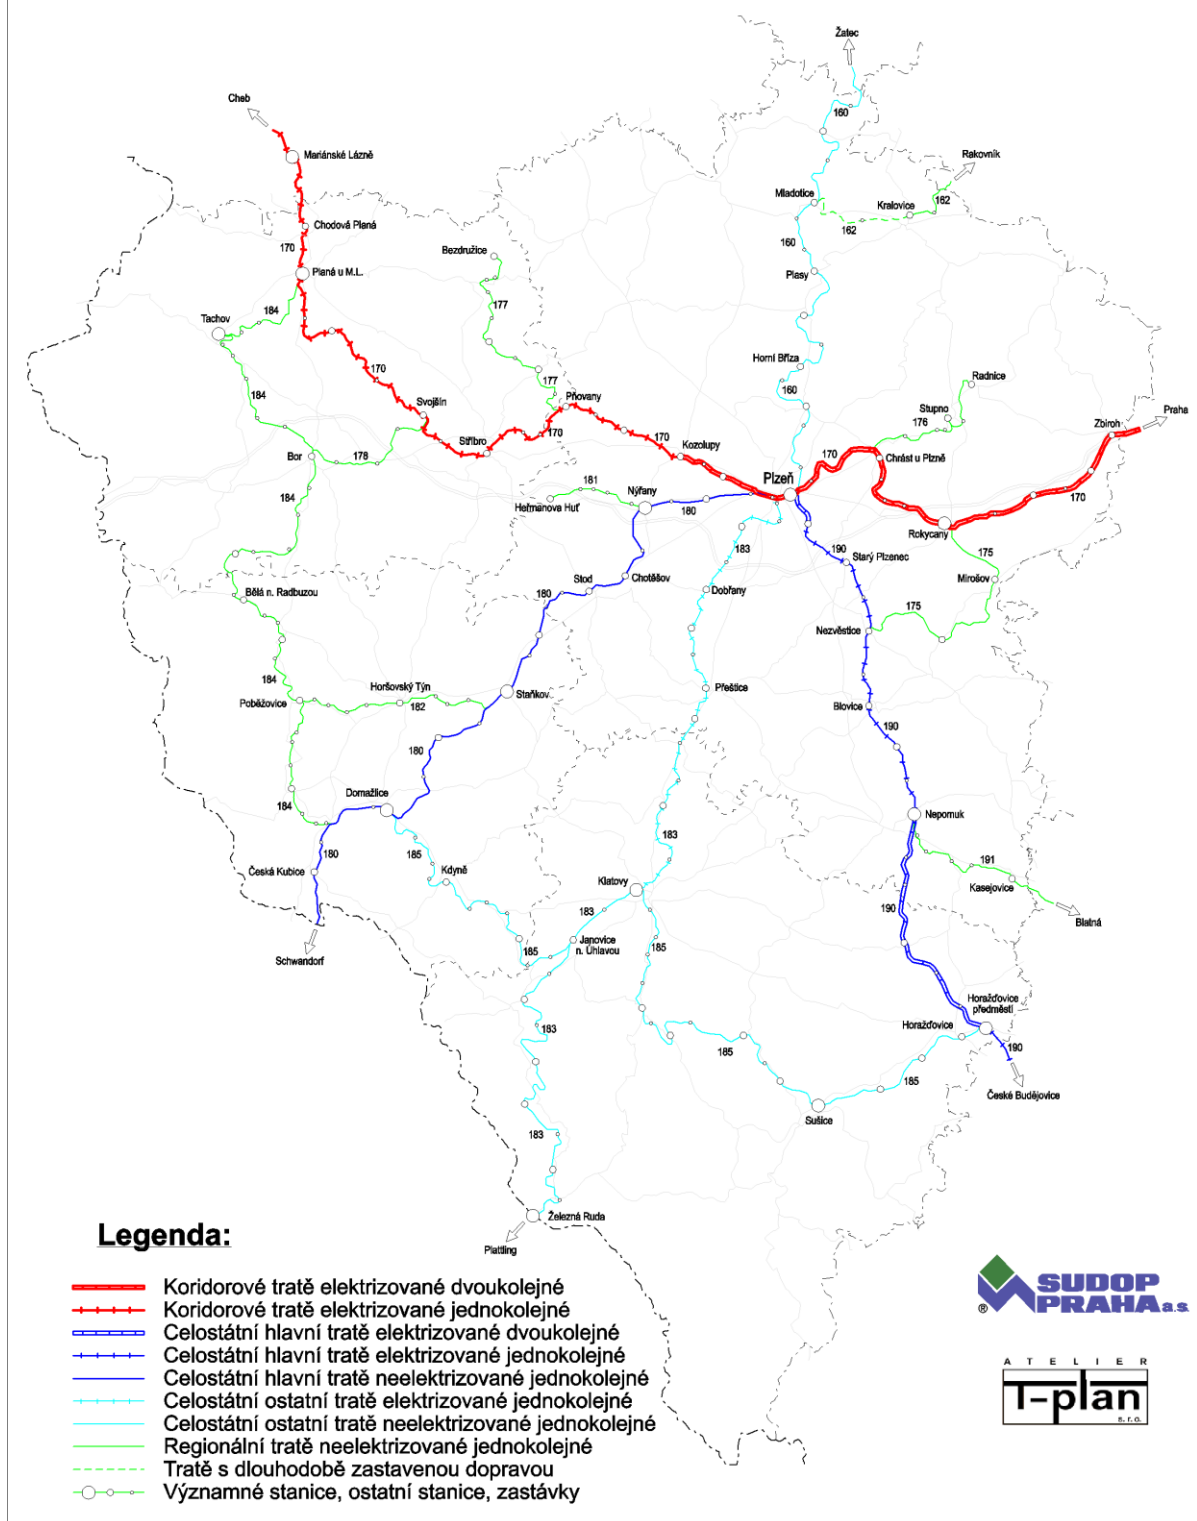 Žatec
Cheb
160
Rakovník
Mariánské Lázně
Mladotice
162
Kralovice
162
Chodová Planá
170
160
Bezdružice
Planá u M.L.
Plasy
177
184
Tachov
Horní Bříza
177
170
Radnice
184
160
Pňovany
Svojšín
Stupno
Praha
176
Zbiroh
170
Stříbro
170
Kozolupy
170
Chrást u Plzně
Bor
178
Plzeň
170
181
Nýřany
184
Heřmanova Huť
180
183
190
Rokycany
175
Starý Plzenec
Stod
Chotěšov
Mirošov
Bělá n. Radbuzou
180
Dobřany
175
Nezvěstice
184
Horšovský Týn
Přeštice
Poběžovice
182
Staňkov
Blovice
190
180
Domažlice
184
Nepomuk
183
180
185
Česká Kubice
Kdyně
191
Klatovy
Kasejovice
183
190
Blatná
Janovice
n. Úhlavou
185
185
Schwandorf
Horažďovice
předměstí
183
Horažďovice
185
190
185
České Budějovice
Sušice
183
Železná Ruda
Plattling
Legenda:
Koridorové tratě elektrizované dvoukolejné
Koridorové tratě elektrizované jednokolejné
Celostátní hlavní tratě elektrizované dvoukolejné
Celostátní hlavní tratě elektrizované jednokolejné
Celostátní hlavní tratě neelektrizované jednokolejné
Celostátní ostatní tratě elektrizované jednokolejné
Celostátní ostatní tratě neelektrizované jednokolejné
Regionální tratě neelektrizované jednokolejné
Tratě s dlouhodobě zastavenou dopravou
Významné stanice, ostatní stanice, zastávky
SUDOP
® PRAHA a.s.
ATELIER
T-plan
s.r.o.